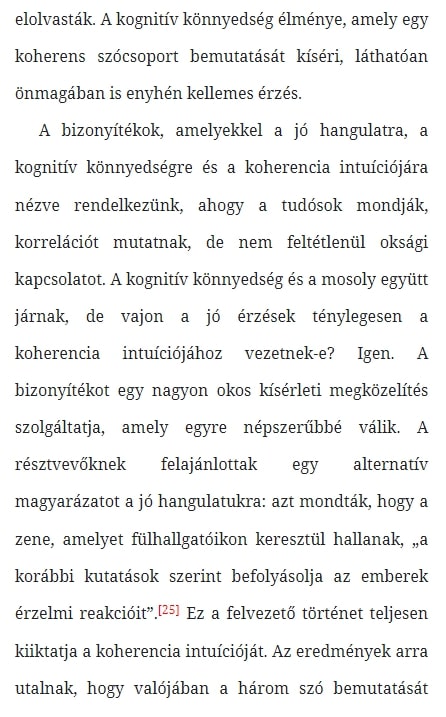 elolvasták. A kognitív könnyedség élménye, amely egy
koherens szócsoport bemutatását kíséri, láthatóan
önmagában is enyhén kellemes érzés.
A bizonyítékok, amelyekkel a jó hangulatra, a
kognitív könnyedségre és a koherencia intuíciójára
nézve rendelkezünk, ahogy a tudósok mondják,
korrelációt mutatnak, de nem feltétlenül oksági
kapcsolatot. A kognitív könnyedség és a mosoly együtt
járnak, de vajon a jó érzések ténylegesen a
koherencia intuíciójához vezetnek-e? Igen. A
bizonyítékot egy nagyon okos kísérleti megközelítés
szolgáltatja, amely egyre népszerűbbé válik. A
résztvevőknek felajánlottak egy alternatív
magyarázatot a jó hangulatukra: azt mondták, hogy a
zene, amelyet fülhallgatóikon keresztül hallanak, „a
korábbi kutatások szerint befolyásolja az emberek
érzelmi reakcióit”.[25] Ez a felvezető történet teljesen
kiiktatja a koherencia intuícióját. Az eredmények arra
utalnak, hogy valójában a három szó bemutatását